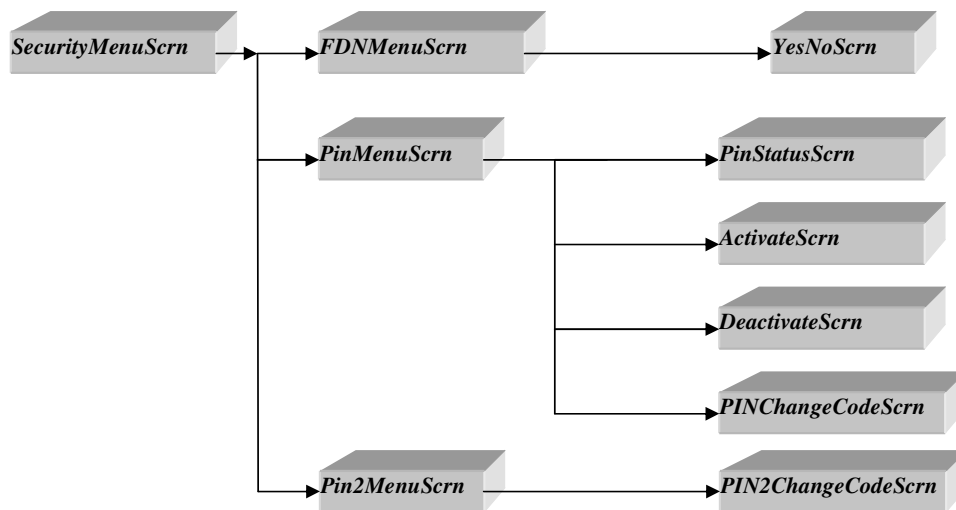 SecurityMenuScrn
FDNMenuScrn
YesNoScrn
PinMenuScrn
PinStatusScrn
ActivateScrn
DeactivateScrn
PINChangeCodeScrn
Pin2MenuScrn
PIN2ChangeCodeScrn